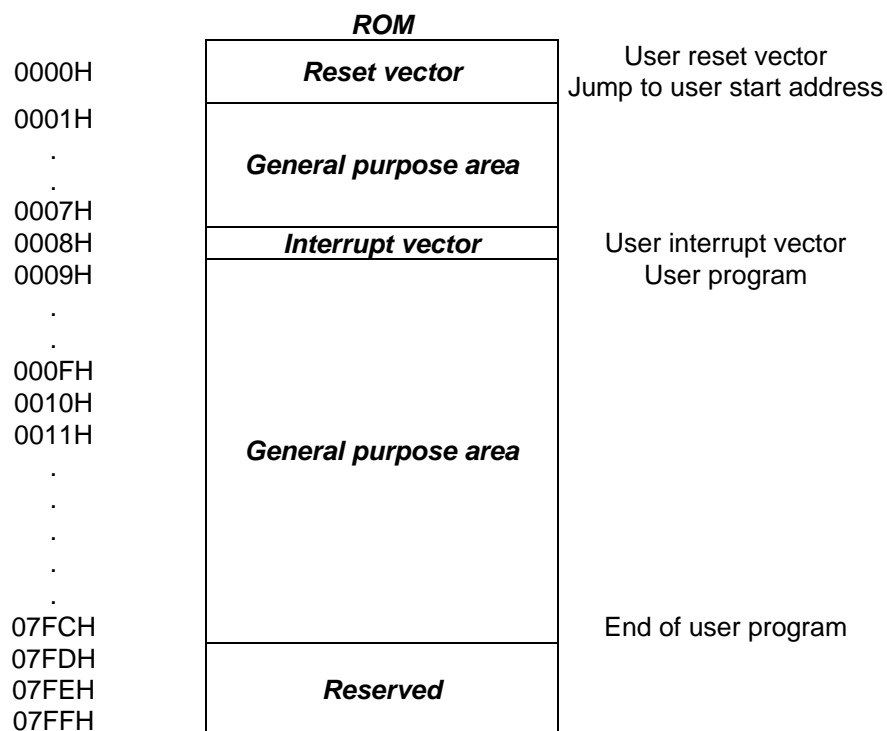 ROM
User reset vector
0000H Reset vector
Jump to user start address
0001H
.
General purpose area
.
0007H
0008H Interrupt vector User interrupt vector
0009H User program
.
.
000FH
0010H
0011H
General purpose area
.
.
.
.
.
07FCH End of user program
07FDH
07FEH Reserved
07FFH